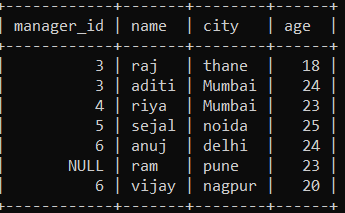 +------------+-------+--------+------+
| manager_id | name  | city   | age  |
+------------+-------+--------+------+
|          3 | raj   | thane  |   18 |
|          3 | aditi | Mumbai |   24 |
|          4 | riya  | Mumbai |   23 |
|          5 | sejal | noida  |   25 |
|          6 | anuj  | delhi  |   24 |
|       NULL | ram   | pune   |   23 |
|          6 | vijay | nagpur |   20 |
+------------+-------+--------+------+